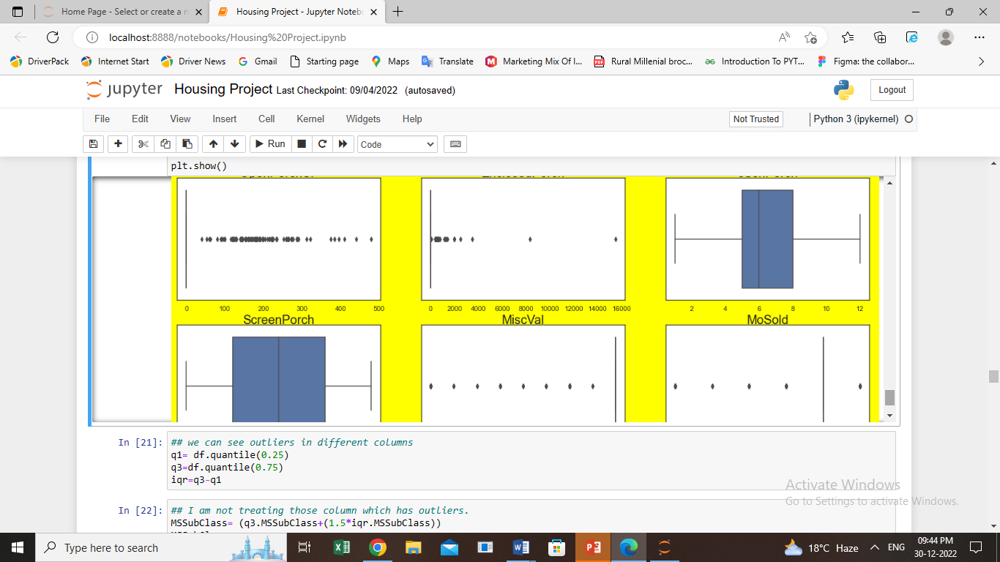 Home Page - Select or create a n
Housing Project - Jupyter Noteb
localhost:8888/notebooks/Housing%20Project.ipynb
DriverPack
Internet Start
Driver News
Gmail
Starting page
Maps
Translate
Marketing Mix Of I...
Rural Millenial broc...
Introduction To PYT...
Figma: the collabor...
jupyter Housing Project Last Checkpoint: 09/04/2022 (autosaved)
Logout
File Edit View Insert Cell Kernel Widgets Help
Not Trusted
Python 3 (ipykernel)
Run
Code
plt.show()
0 100 200 300 400 500
0 2000 4000 6000 8000 10000 12000 14000 16000
2 4 6 8 10 12
ScreenPorch
MiscVal
MoSold
In [21]: ## we can see outliers in different columns
q1= df.quantile(0.25)
q3=df.quantile(0.75)
iqr=q3-q1
In [22]: ## I am not treating those column which has outliers.
MSSubClass= (q3.MSSubClass+(1.5*iqr.MSSubClass))
Activate Windows
Go to Settings to activate Windows.
Type here to search
18°C Haze
ENG
09:44 PM
30-12-2022